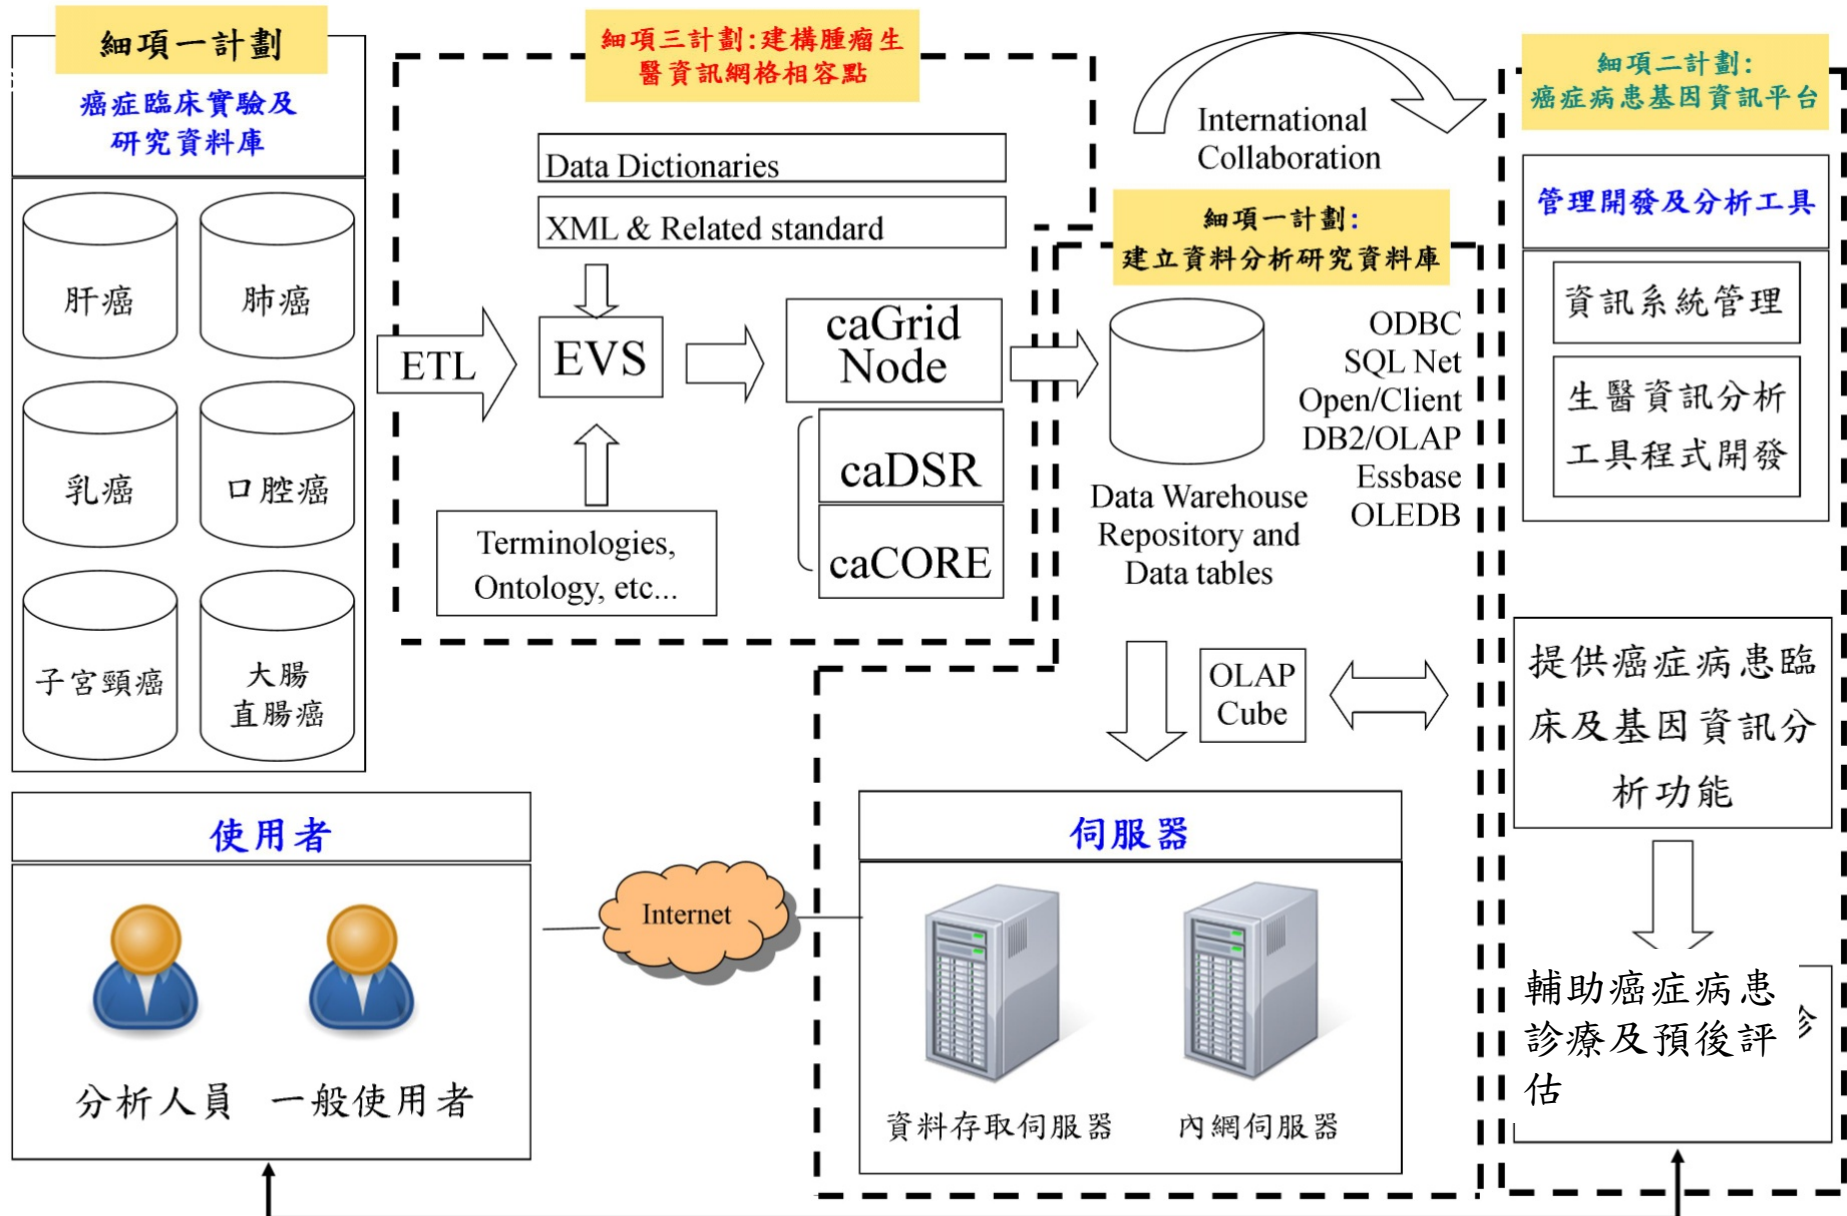 細項一計劃
癌症臨床實驗及
研究資料庫
肝癌
肺癌
乳癌
口腔癌
子宮頸癌
大腸
直腸癌
細項三計劃:建構腫瘤生
醫資訊網格相容點
Data Dictionaries
XML & Related standard
ETL
EVS
Terminologies,
Ontology, etc...
caGrid
Node
caDSR
caCORE
International
Collaboration
細項一計劃:
建立資料分析研究資料庫
ODBC
SQL Net
Open/Client
DB2/OLAP
Essbase
OLEDB
Data Warehouse
Repository and
Data tables
OLAP
Cube
細項二計劃:
癌症病患基因資訊平台
管理開發及分析工具
資訊系統管理
生醫資訊分析
工具程式開發
提供癌症病患臨
床及基因資訊分
析功能
輔助癌症病患
診療及預後評
估
使用者
分析人員
一般使用者
Internet
伺服器
資料存取伺服器
內網伺服器